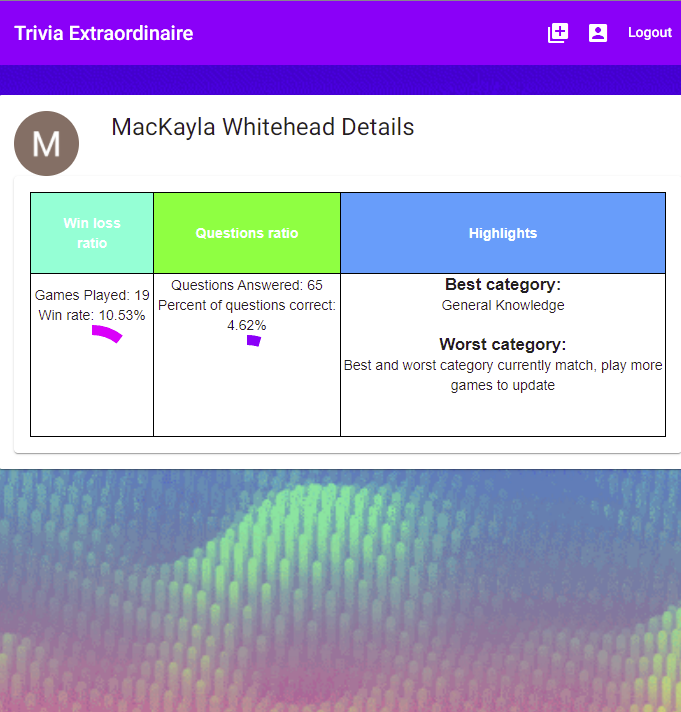 Trivia Extraordinaire
Logout
M
MacKayla Whitehead Details
Win loss
ratio
Questions ratio
Highlights
Games Played: 19
Win rate: 10.53%
Questions Answered: 65
Percent of questions correct:
4.62%
Best category:
General Knowledge
Worst category:
Best and worst category currently match, play more
games to update